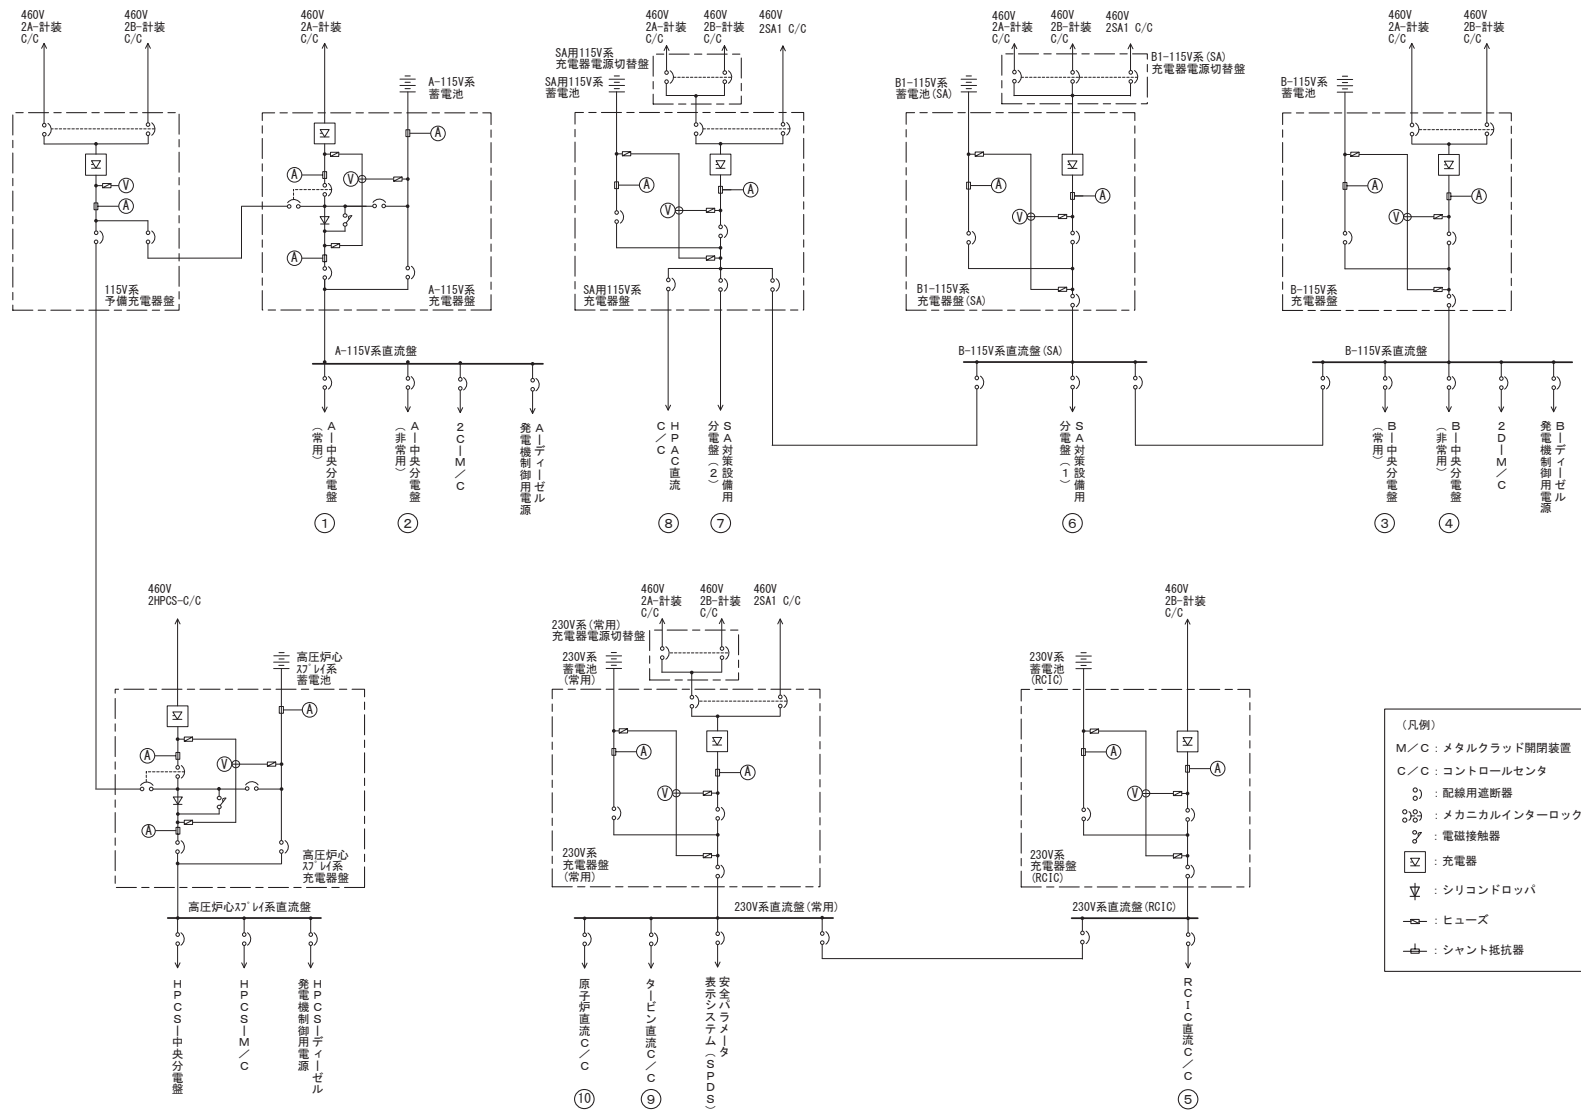 460V
2A-計装
C/C
460V
2B-計装
C/C
460V
2A-計装
C/C
A-115V系
蓄電池
115V系
予備充電器盤
A-115V系
充電器盤
A-115V系直流盤
A-中央分電盤
(常用)
①
A-中央分電盤
(非常用)
②
2C-M/C
A-ディーゼル
発電機制御用電源
SA用115V系
充電器電源切替盤
460V
2A-計装
C/C
460V
2B-計装
C/C
460V
2SA1 C/C
SA用115V系
蓄電池
SA用115V系
充電器盤
HPAC直流
C/C
⑧
SA対策設備用
分電盤(2)
⑦
460V
2A-計装
C/C
460V
2B-計装
C/C
460V
2SA1 C/C
B1-115V系(SA)
充電器電源切替盤
B1-115V系
蓄電池(SA)
B1-115V系
充電器盤(SA)
B-115V系直流盤(SA)
SA対策設備用
分電盤(1)
⑥
460V
2A-計装
C/C
460V
2B-計装
C/C
B-115V系
蓄電池
B-115V系
充電器盤
B-115V系直流盤
B-中央分電盤
(常用)
③
B-中央分電盤
(非常用)
④
2D-M/C
B-ディーゼル
発電機制御用電源
460V
2HPCS-C/C
高圧炉心
スプレイ系
蓄電池
高圧炉心
スプレイ系
充電器盤
高圧炉心スプレイ系直流盤
HPCS-中央分電盤
HPCS-M/C
HPCS-ディーゼル
発電機制御用電源
460V
2A-計装
C/C
460V
2B-計装
C/C
460V
2SA1 C/C
230V系(常用)
充電器電源切替盤
230V系
蓄電池
(常用)
230V系
充電器盤
(常用)
230V系直流盤(常用)
原子炉直流C/C
⑩
タービン直流C/C
⑨
安全パラメータ
表示システム(SPDS)
460V
2B-計装
C/C
230V系
蓄電池
(RCIC)
230V系
充電器盤
(RCIC)
230V系直流盤(RCIC)
RCIC直流C/C
⑤
(凡例)
M/C:メタルクラッド開閉装置
C/C:コントロールセンタ
:配線用遮断器
:メカニカルインターロック
:電磁接触器
:充電器
:シリコンドロッパ
:ヒューズ
:シャント抵抗器
A
A
A
A
V
V
A
A
V
A
A
V
A
A
V
A
A
A
V
A
A
V
A
A
V